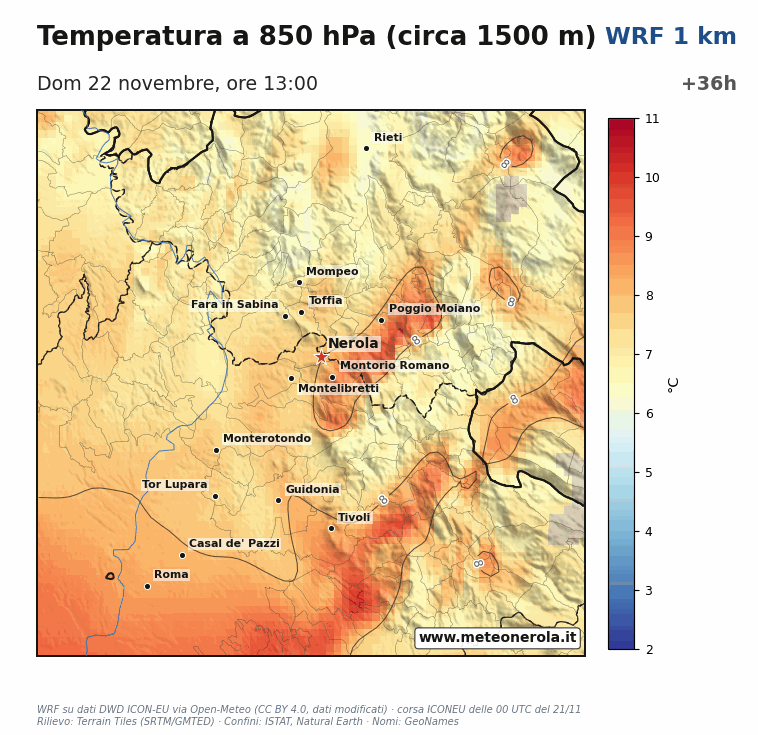 Temperatura a 850 hPa (circa 1500 m) WRF 1 km
Dom 22 novembre, ore 13:00 +36h
Rieti
8
Mompeo
Fara in Sabina
Toffia
Poggio Moiano
8
Nerola
8
Montorio Romano
Montelibretti
8
Monterotondo
Tor Lupara
Guidonia
8
Tivoli
Casal de' Pazzi
8
Roma
www.meteonerola.it
11
10
9
8
7
6
5
4
3
2
°C
WRF su dati DWD ICON-EU via Open-Meteo (CC BY 4.0, dati modificati) · corsa ICONEU delle 00 UTC del 21/11
Rilievo: Terrain Tiles (SRTM/GMTED) · Confini: ISTAT, Natural Earth · Nomi: GeoNames